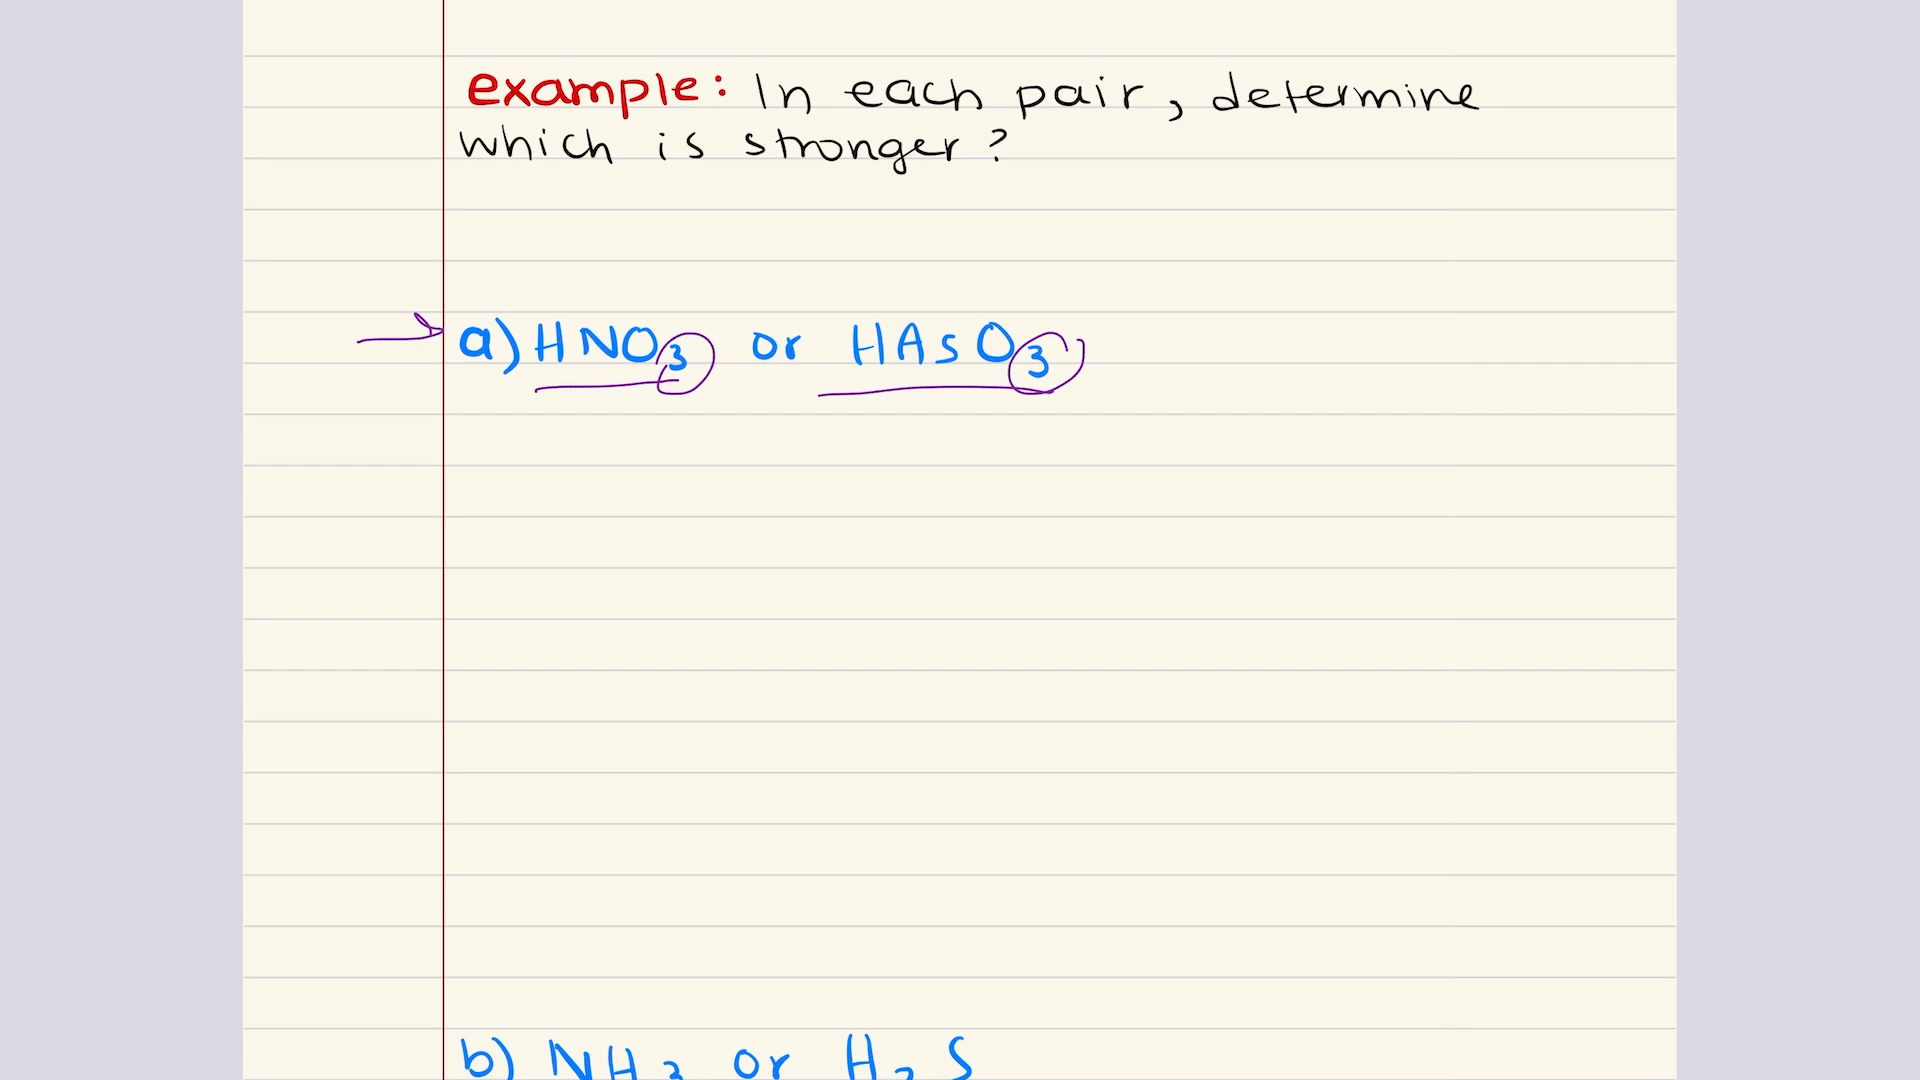 example: In each pair, determine
which is stronger?
a) HNO₃ or HAsO₃
b) NH₃ or H₂S